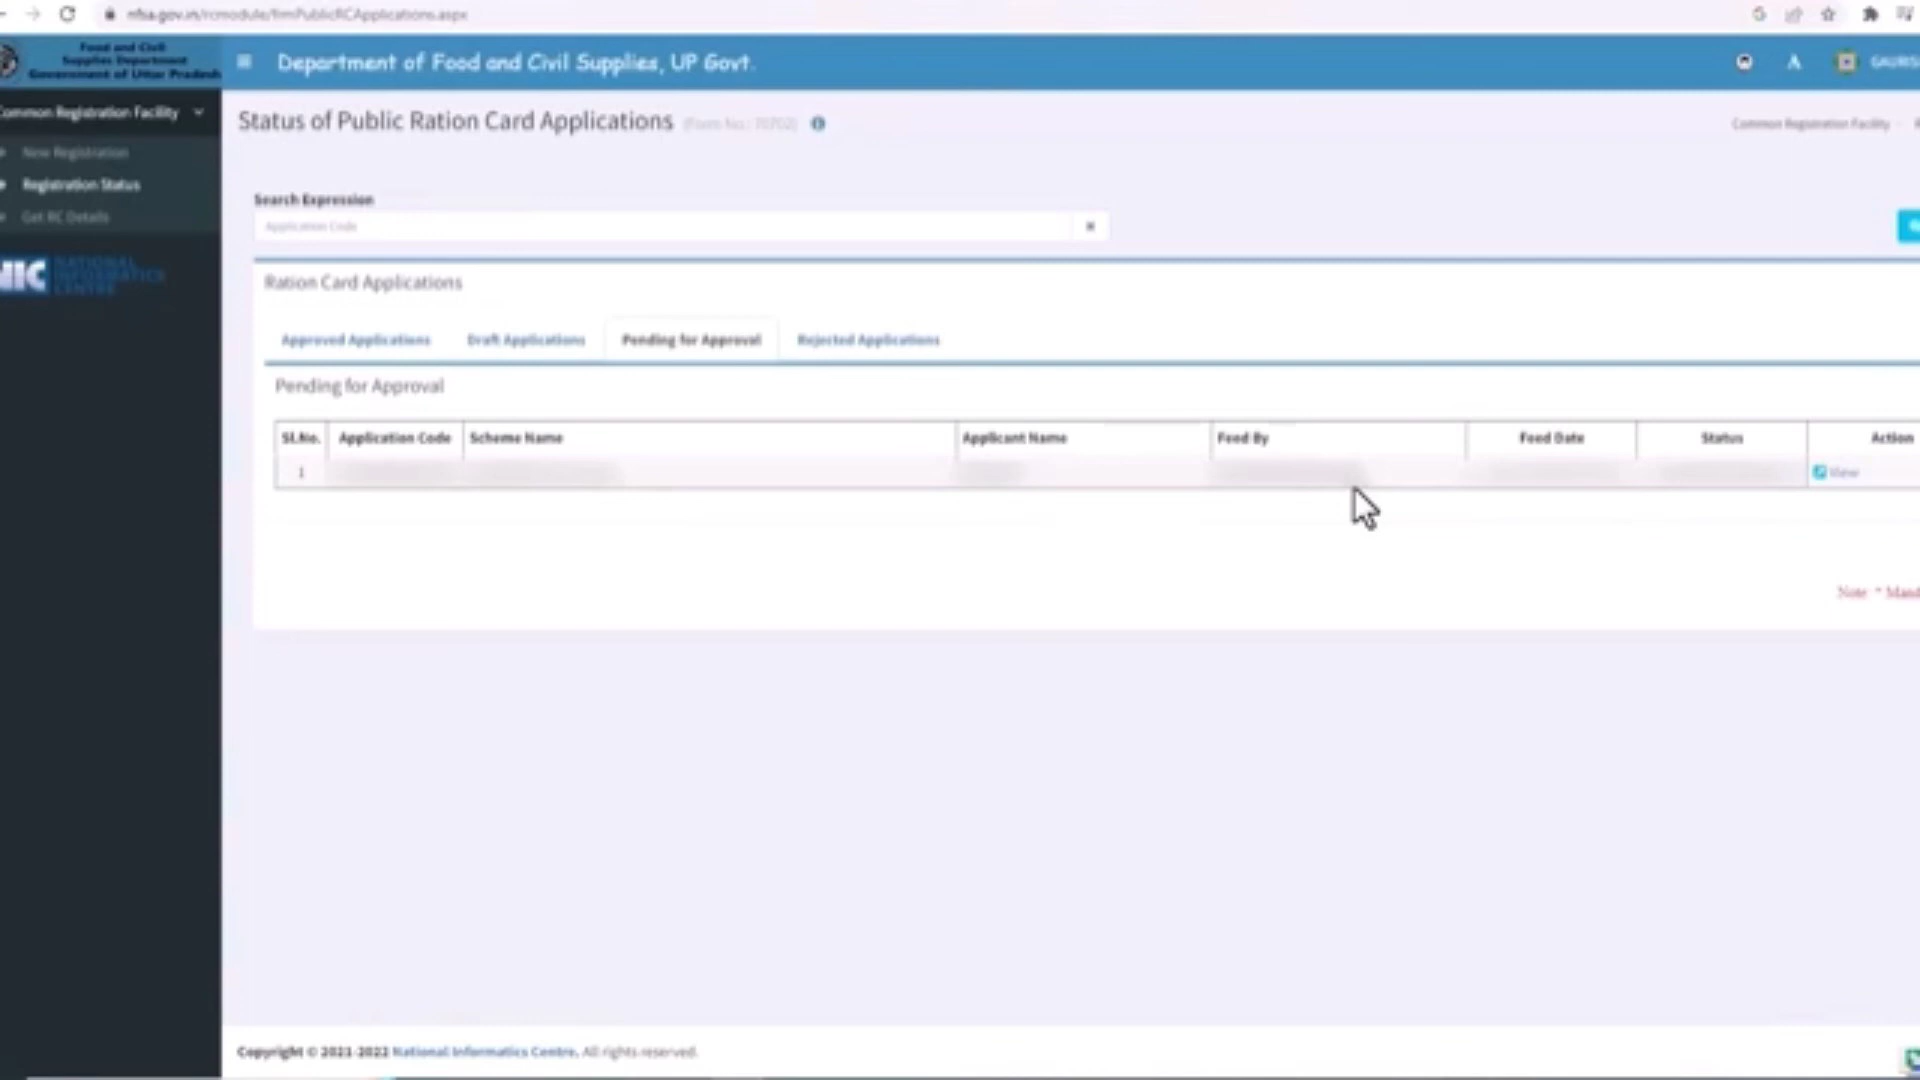 nfsa.gov.in/rcmodule/frmPublicRCApplications.aspx
Food and Civil
Supplies Department
Government of Uttar Pradesh
Department of Food and Civil Supplies, UP Govt.
A
Common Registration Facility
New Registration
Registration Status
Get RC Details
NIC NATIONAL
INFORMATICS
CENTRE
Status of Public Ration Card Applications
Common Registration Facility
Search Expression
Application Code
Ration Card Applications
Approved Applications Draft Applications Pending for Approval Rejected Applications
Pending for Approval
Sl.No. Application Code Scheme Name Applicant Name Feed By Feed Date Status Action
1 View
Note: * Mand
Copyright © 2021-2022 National Informatics Centre. All rights reserved.